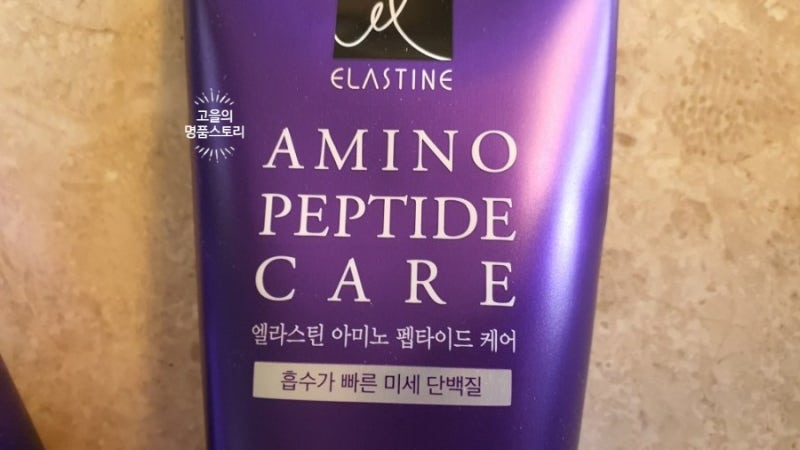 el
ELASTINE
고을의
명품스토리
AMINO
PEPTIDE
CARE
엘라스틴 아미노 펩타이드 케어
흡수가 빠른 미세 단백질